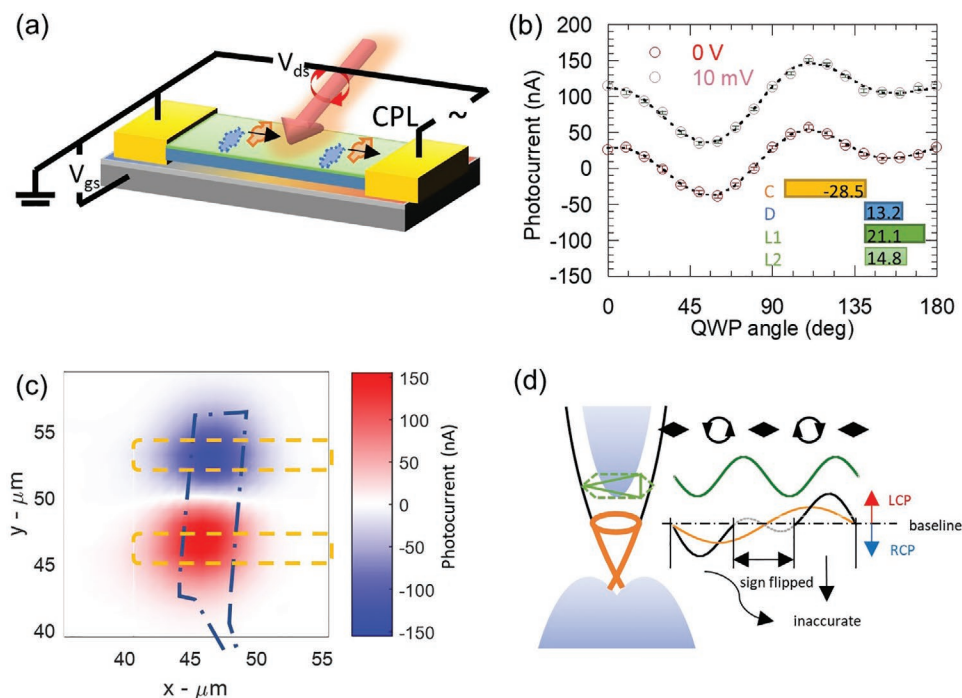 (a)
V_ds
CPL
~
V_gs
(b)
Photocurrent (nA)
200
150
100
50
0
-50
-100
-150
0 V
10 mV
C
-28.5
D
13.2
L1
21.1
L2
14.8
0
45
90
135
180
QWP angle (deg)
(c)
y - μm
55
50
45
40
40
45
50
55
x - μm
150
100
50
0
-50
-100
-150
Photocurrent (nA)
(d)
LCP
baseline
RCP
sign flipped
inaccurate